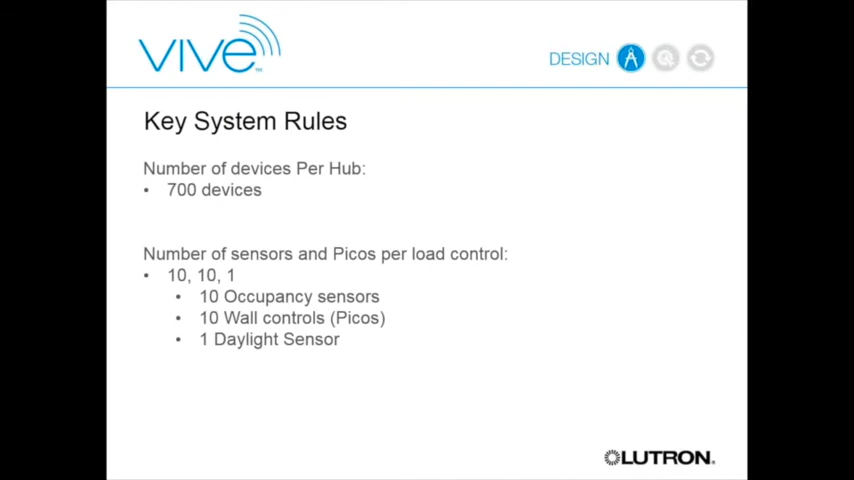 VIVE™
DESIGN
Key System Rules
Number of devices Per Hub:
• 700 devices
Number of sensors and Picos per load control:
• 10, 10, 1
• 10 Occupancy sensors
• 10 Wall controls (Picos)
• 1 Daylight Sensor
LUTRON